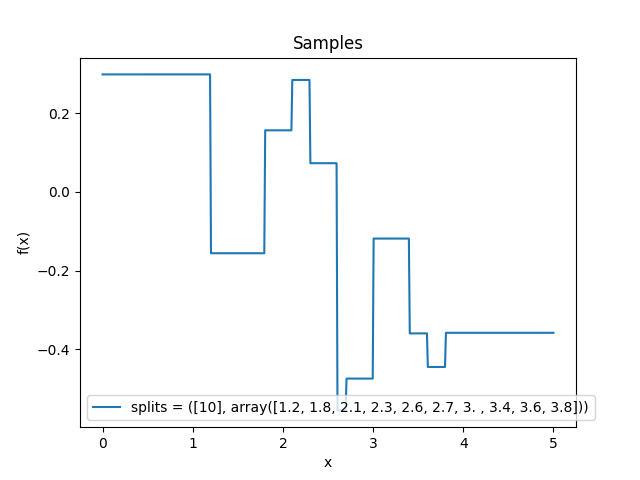 Samples
f(x)
0.2
0.0
−0.2
−0.4
splits = ([10], array([1.2, 1.8, 2.1, 2.3, 2.6, 2.7, 3. , 3.4, 3.6, 3.8]))
0 1 2 3 4 5
x